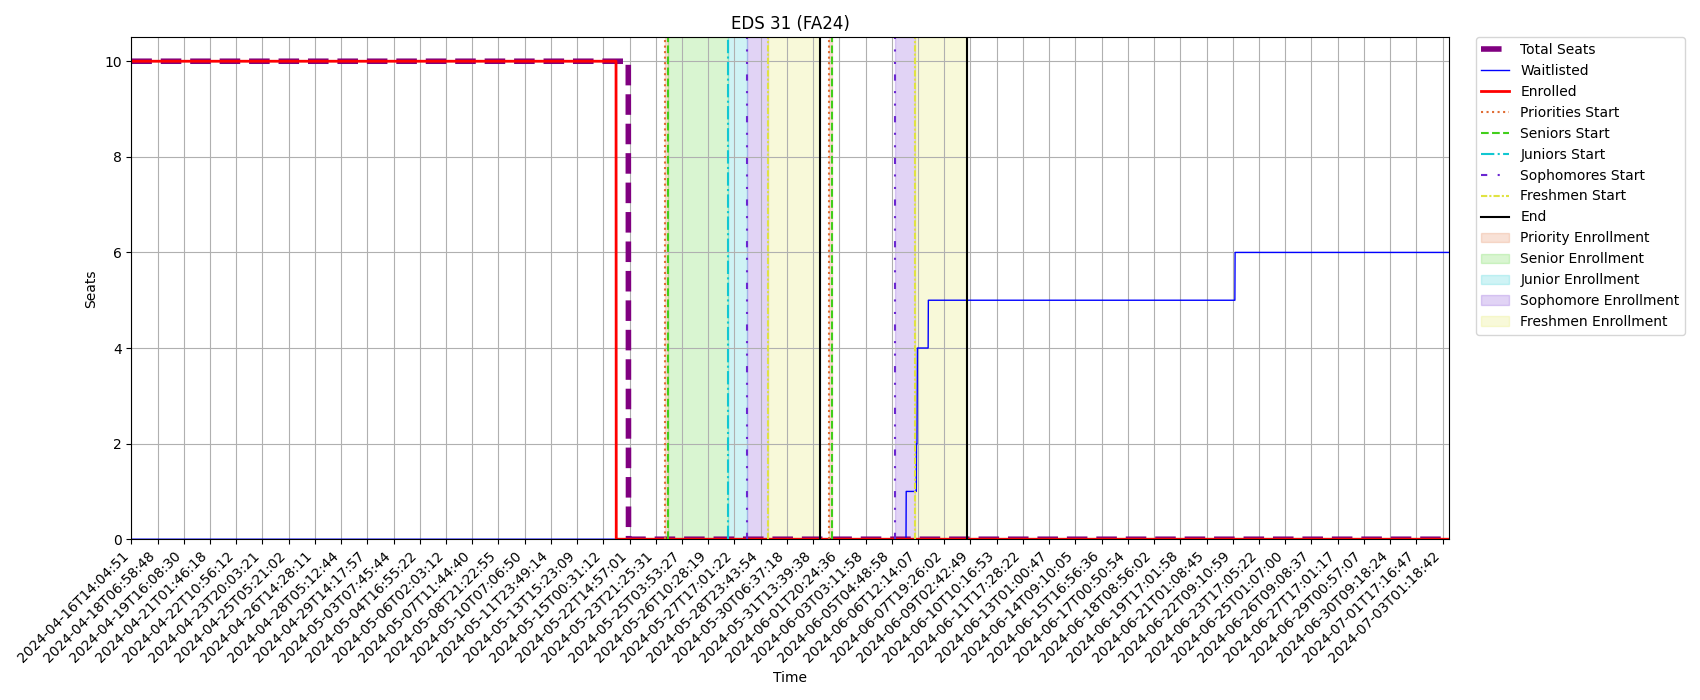 EDS 31 (FA24)
Seats
10
8
6
4
2
0
2024-04-16T14:04:51
2024-04-18T06:58:48
2024-04-19T16:08:30
2024-04-21T01:46:18
2024-04-22T10:56:12
2024-04-23T20:03:21
2024-04-25T05:21:02
2024-04-26T14:28:11
2024-04-28T05:12:44
2024-04-29T14:17:57
2024-05-03T07:45:44
2024-05-04T16:55:22
2024-05-06T02:03:12
2024-05-07T11:44:40
2024-05-08T21:22:55
2024-05-10T07:06:50
2024-05-11T23:49:14
2024-05-13T15:23:09
2024-05-15T00:31:12
2024-05-22T14:57:01
2024-05-23T21:25:31
2024-05-25T03:53:27
2024-05-26T10:28:19
2024-05-27T17:01:22
2024-05-28T23:43:54
2024-05-30T06:37:18
2024-05-31T13:39:38
2024-06-01T20:24:36
2024-06-03T03:11:58
2024-06-05T04:48:58
2024-06-06T12:14:07
2024-06-07T19:26:02
2024-06-09T02:42:49
2024-06-10T10:16:53
2024-06-11T17:28:22
2024-06-13T01:00:47
2024-06-14T09:10:05
2024-06-15T16:56:36
2024-06-17T00:50:54
2024-06-18T08:56:02
2024-06-19T17:01:58
2024-06-21T01:08:45
2024-06-22T09:10:59
2024-06-23T17:05:22
2024-06-25T01:07:00
2024-06-26T09:08:37
2024-06-27T17:01:17
2024-06-29T00:57:07
2024-06-30T09:18:24
2024-07-01T17:16:47
2024-07-03T01:18:42
Time
Total Seats
Waitlisted
Enrolled
Priorities Start
Seniors Start
Juniors Start
Sophomores Start
Freshmen Start
End
Priority Enrollment
Senior Enrollment
Junior Enrollment
Sophomore Enrollment
Freshmen Enrollment